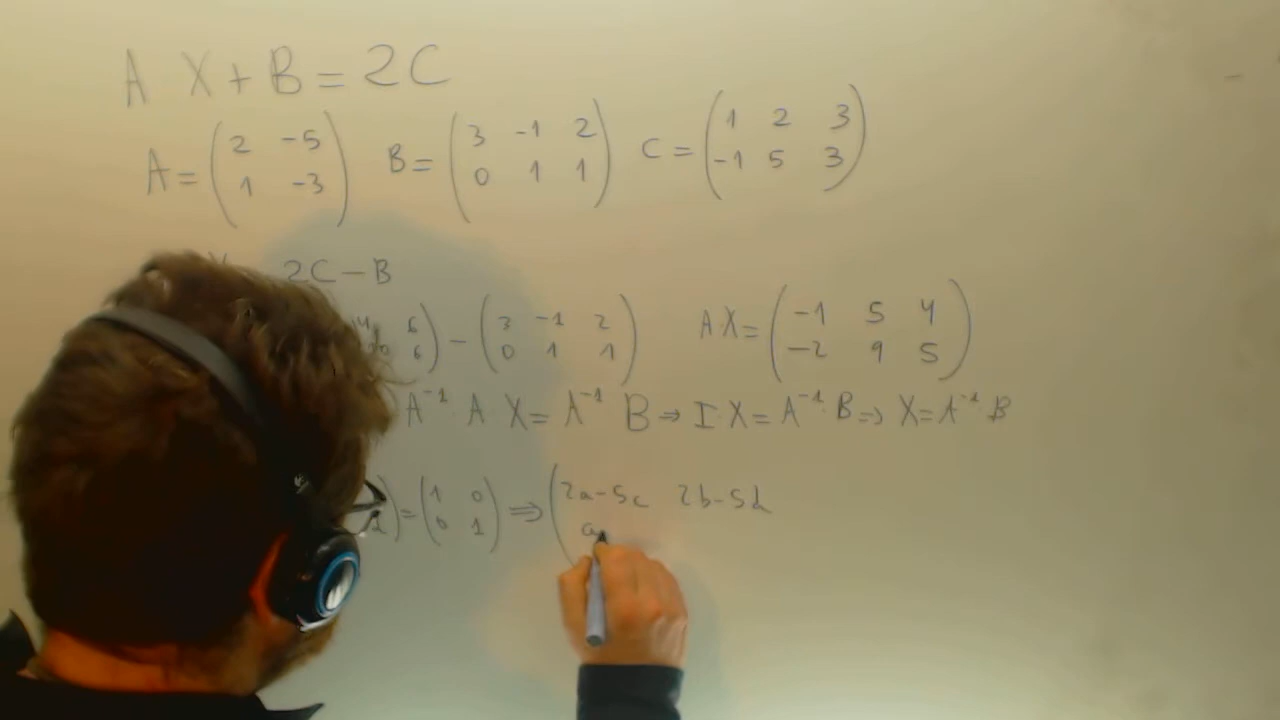 A X + B = 2C
A = ( 2 -5 ; 1 -3 ) B = ( 3 -1 2 ; 0 1 1 ) C = ( 1 2 3 ; -1 5 3 )
2C - B
6 ; 6 ) - ( 3 -1 2 ; 0 1 1 ) A X = ( -1 5 4 ; -2 9 5 )
A⁻¹ A X = A⁻¹ B → I · X = A⁻¹ · B ⇒ X = A⁻¹ B
) = ( 1 0 ; 0 1 ) ⇒ ( 2a-5c 2b-5d
a